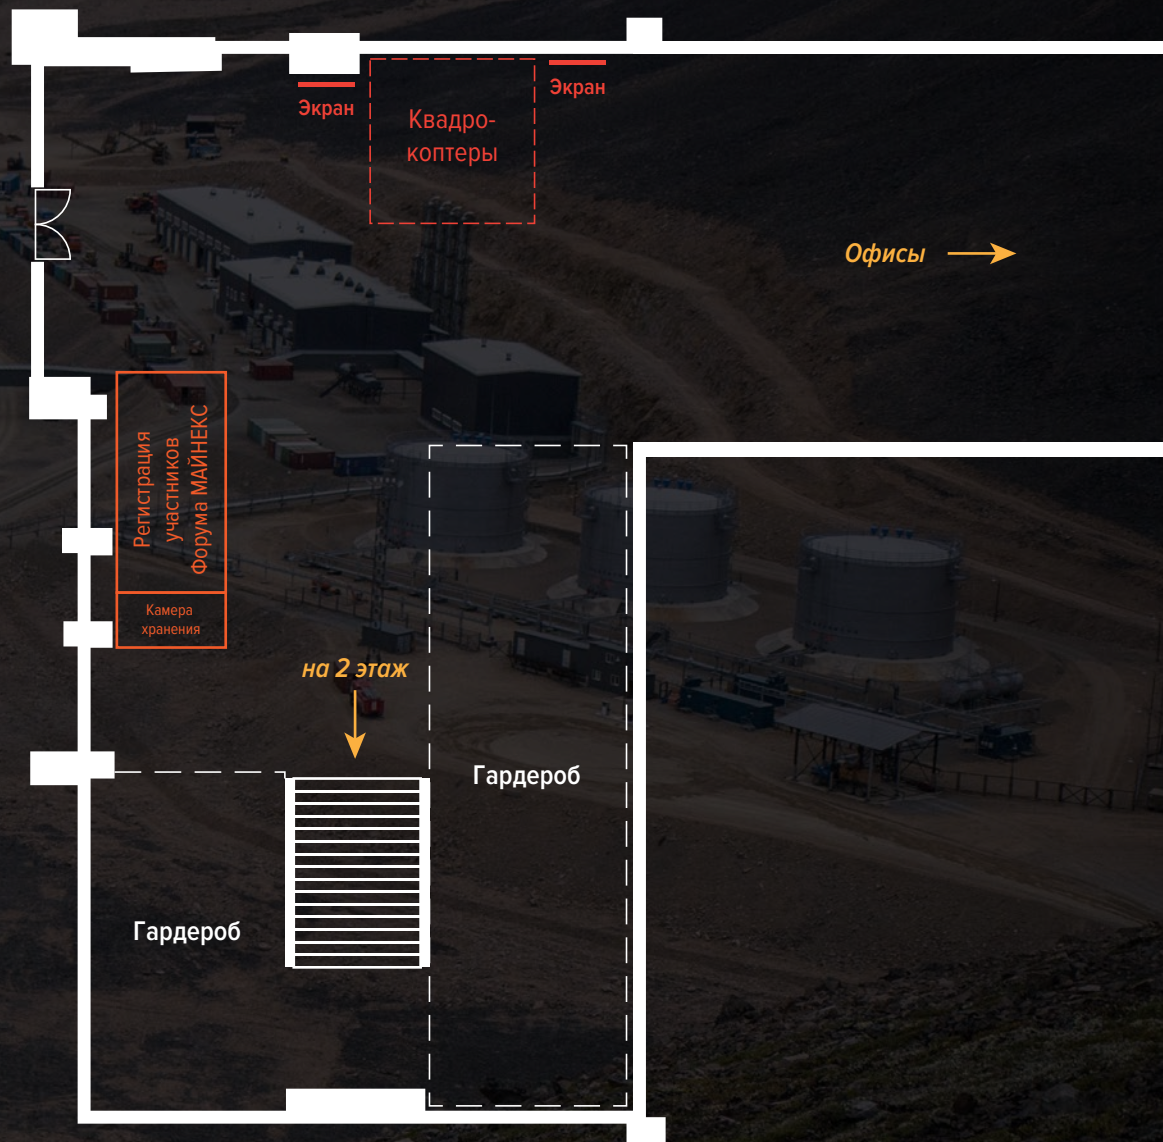 Экран
Экран
Квадро-
коптеры
Офисы
Регистрация
участников
Форума МАЙНЕКС
Камера
хранения
на 2 этаж
Гардероб
Гардероб